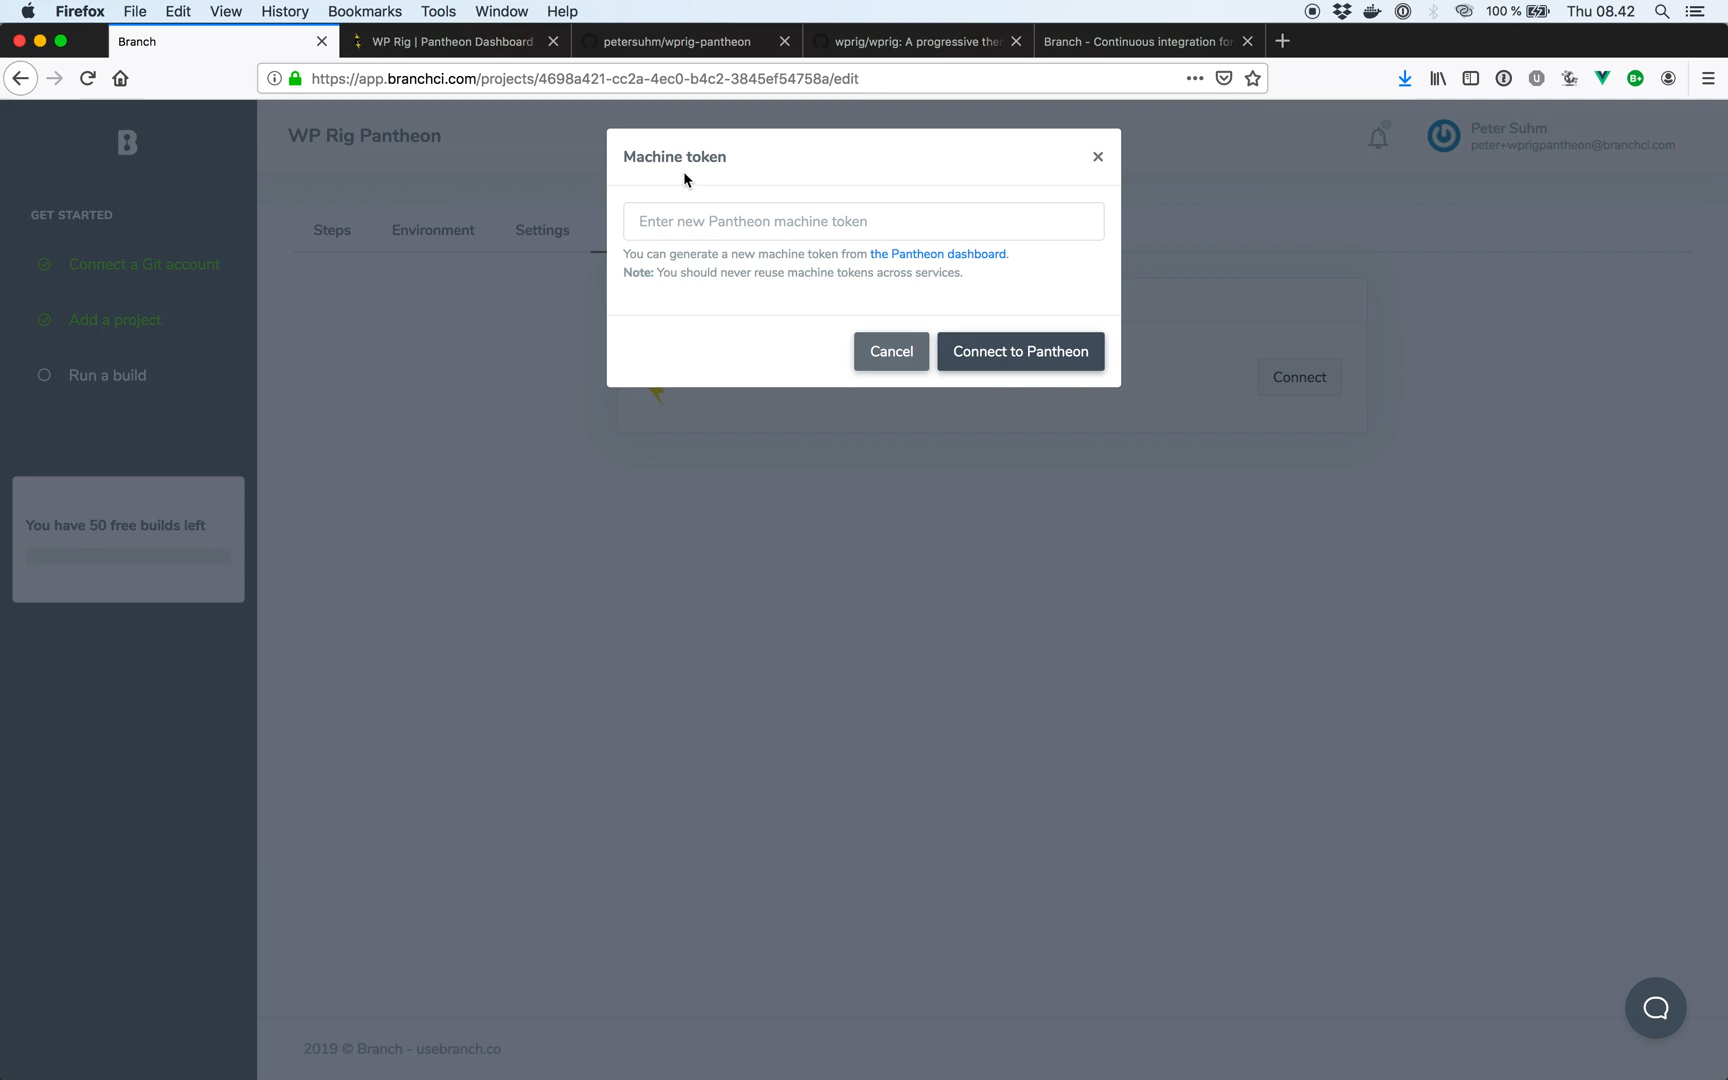 Firefox File Edit View History Bookmarks Tools Window Help 100 % Thu 08.42
Branch WP Rig | Pantheon Dashboard petersuhm/wprig-pantheon wprig/wprig: A progressive ther Branch - Continuous integration for
https://app.branchci.com/projects/4698a421-cc2a-4ec0-b4c2-3845ef54758a/edit
WP Rig Pantheon
Peter Suhm
peter+wprigpantheon@branchci.com
GET STARTED
Connect a Git account
Add a project
Run a build
You have 50 free builds left
Steps Environment Settings
Machine token
Enter new Pantheon machine token
You can generate a new machine token from the Pantheon dashboard.
Note: You should never reuse machine tokens across services.
Cancel Connect to Pantheon
Connect
2019 © Branch - usebranch.co